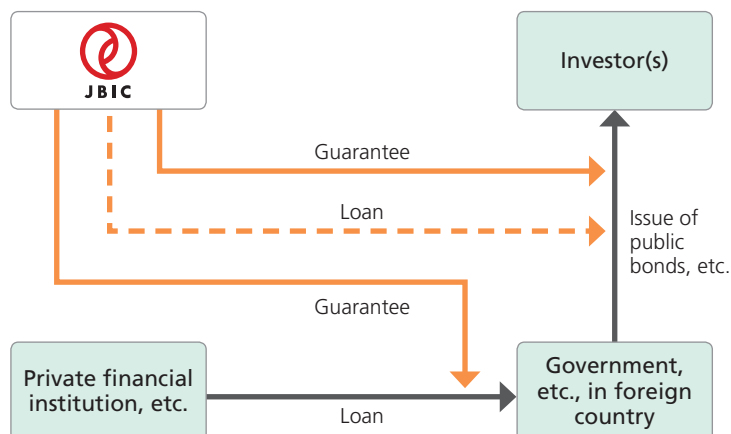 JBIC
Investor(s)
Guarantee
Loan
Issue of
public
bonds, etc.
Guarantee
Private financial
institution, etc.
Loan
Government,
etc., in foreign
country